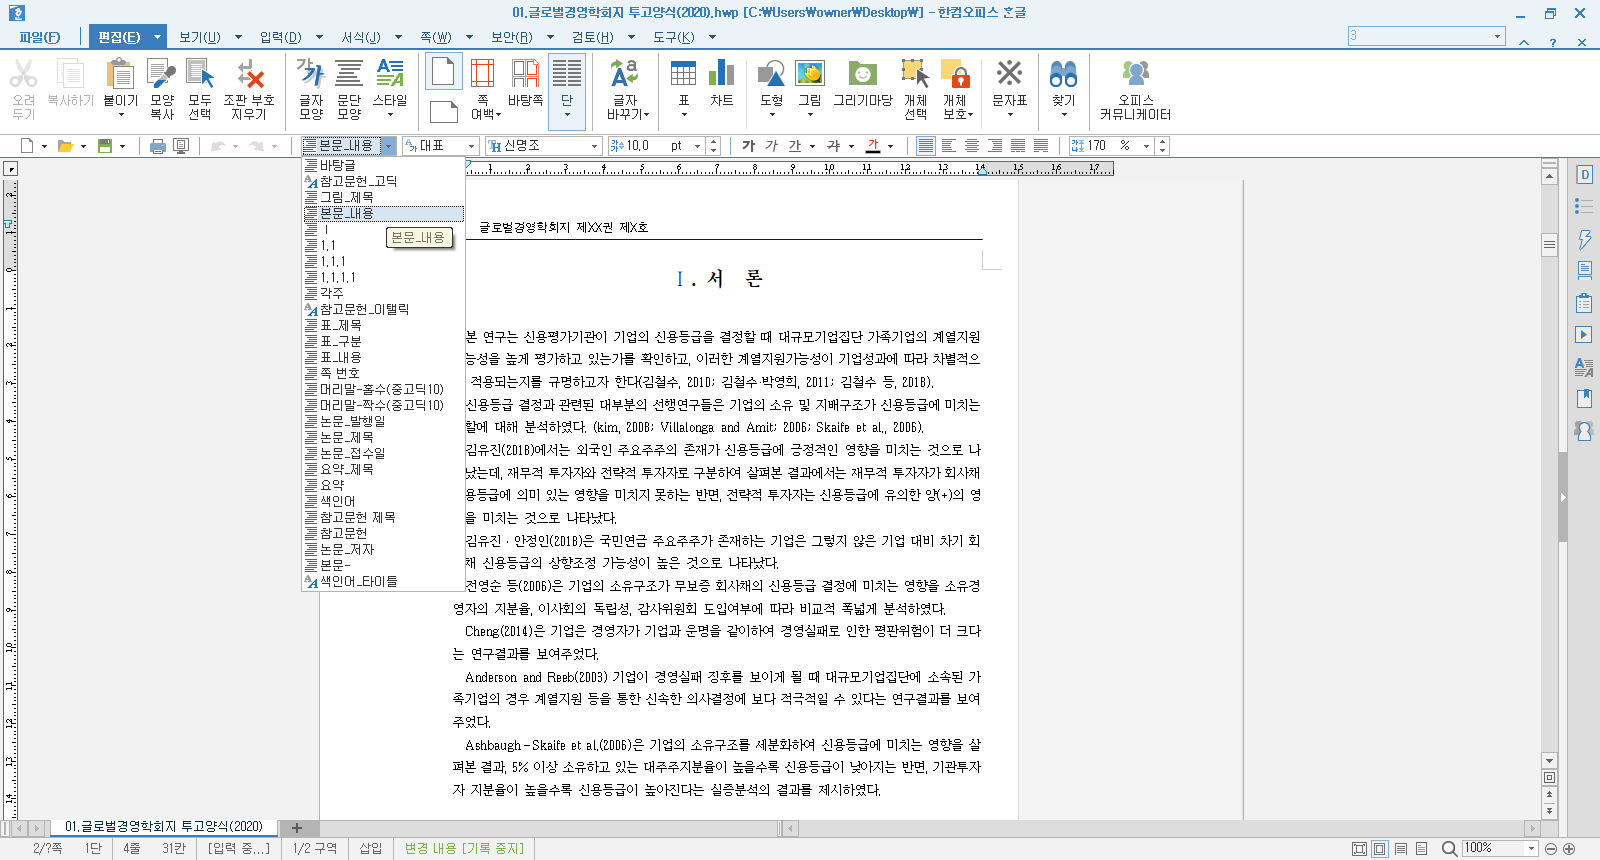 01.글로벌경영학회지 투고양식(2020).hwp [C:₩Users₩owner₩Desktop₩] - 한컴오피스 한글
파일(F) 편집(E) 보기(U) 입력(D) 서식(J) 쪽(W) 보안(R) 검토(H) 도구(K) 3
오려 두기
복사하기
붙이기
모양 복사
모두 선택
조판 부호 지우기
글자 모양
문단 모양
스타일
쪽 여백
바탕쪽
단
글자 바꾸기
표
차트
도형
그림
그리기마당
개체 선택
개체 보호
문자표
찾기
오피스 커뮤니케이터
본문_내용 대표 신명조 10,0 pt 가 가 가 가 가 170 %
1 2 3 4 5 6 7 8 9 10 11 12 13 14 15 16 17
바탕글
참고문헌_고딕
그림_제목
본문_내용
I
본문_내용
1.1
1.1.1
1.1.1.1
각주
참고문헌_이탤릭
표_제목
표_구분
표_내용
쪽 번호
머리말-홀수(중고딕10)
머리말-짝수(중고딕10)
논문_발행일
논문_제목
논문_접수일
요약_제목
요약
색인어
참고문헌 제목
참고문헌
논문_저자
본문-
색인어_타이틀
글로벌경영학회지 제XX권 제X호
Ⅰ. 서 론
본 연구는 신용평가기관이 기업의 신용등급을 결정할 때 대규모기업집단 가족기업의 계열지원
능성을 높게 평가하고 있는가를 확인하고, 이러한 계열지원가능성이 기업성과에 따라 차별적으
적용되는지를 규명하고자 한다(김철수, 2010; 김철수·박영희, 2011; 김철수 등, 2018).
신용등급 결정과 관련된 대부분의 선행연구들은 기업의 소유 및 지배구조가 신용등급에 미치는
할에 대해 분석하였다. (kim, 2008; Villalonga and Amit; 2006; Skaife et al., 2006).
김유진(2018)에서는 외국인 주요주주의 존재가 신용등급에 긍정적인 영향을 미치는 것으로 나
났는데, 재무적 투자자와 전략적 투자자로 구분하여 살펴본 결과에서는 재무적 투자자가 회사채
용등급에 의미 있는 영향을 미치지 못하는 반면, 전략적 투자자는 신용등급에 유의한 양(+)의 영
을 미치는 것으로 나타났다.
김유진·안정인(2018)은 국민연금 주요주주가 존재하는 기업은 그렇지 않은 기업 대비 차기 회
채 신용등급의 상향조정 가능성이 높은 것으로 나타났다.
전영순 등(2006)은 기업의 소유구조가 무보증 회사채의 신용등급 결정에 미치는 영향을 소유경
영자의 지분율, 이사회의 독립성, 감사위원회 도입여부에 따라 비교적 폭넓게 분석하였다.
Cheng(2014)은 기업은 경영자가 기업과 운명을 같이하여 경영실패로 인한 평판위험이 더 크다
는 연구결과를 보여주었다.
Anderson and Reeb(2003) 기업이 경영실패 징후를 보이게 될 때 대규모기업집단에 소속된 가
족기업의 경우 계열지원 등을 통한 신속한 의사결정에 보다 적극적일 수 있다는 연구결과를 보여
주었다.
Ashbaugh-Skaife et al.(2006)은 기업의 소유구조를 세분화하여 신용등급에 미치는 영향을 살
펴본 결과, 5% 이상 소유하고 있는 대주주지분율이 높을수록 신용등급이 낮아지는 반면, 기관투자
자 지분율이 높을수록 신용등급이 높아진다는 실증분석의 결과를 제시하였다.
01.글로벌경영학회지 투고양식(2020)
2/?쪽 1단 4줄 31칸 [입력 중...] 1/2 구역 삽입 변경 내용 [기록 중지] 100%